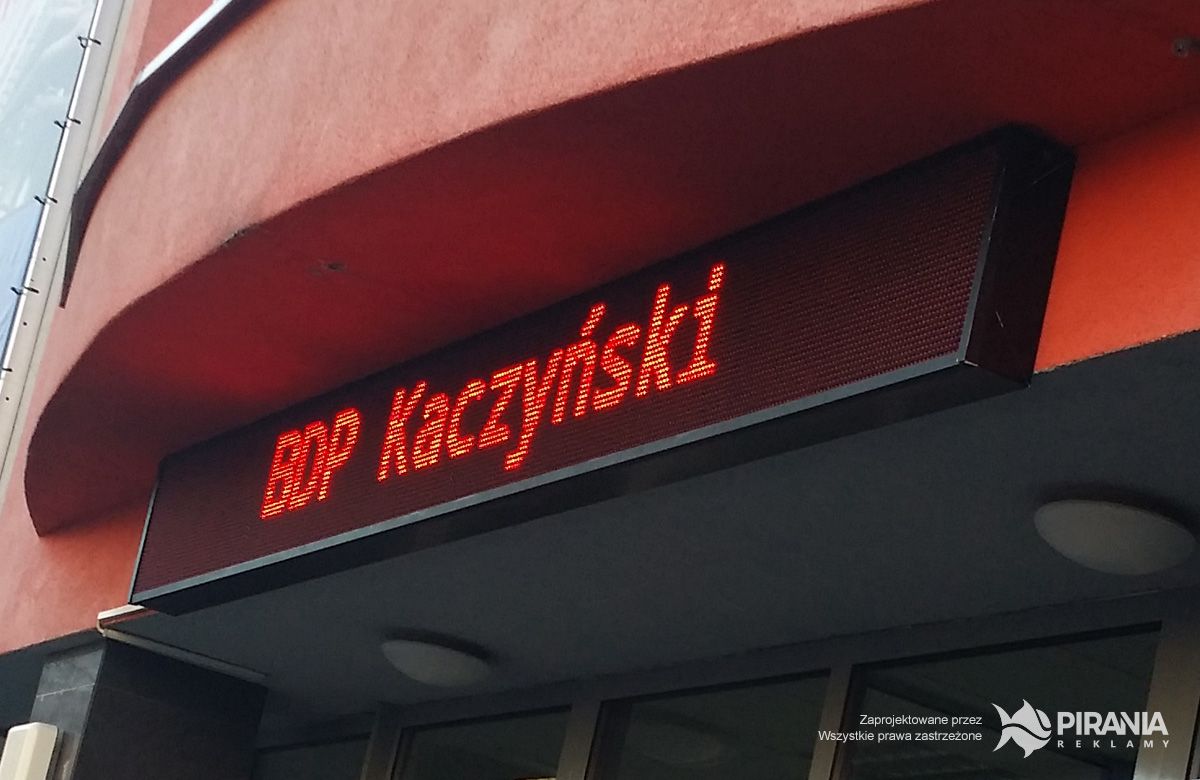 BDP Kaczyński
Zaprojektowane przez
Wszystkie prawa zastrzeżone
PIRANIA
REKLAMY